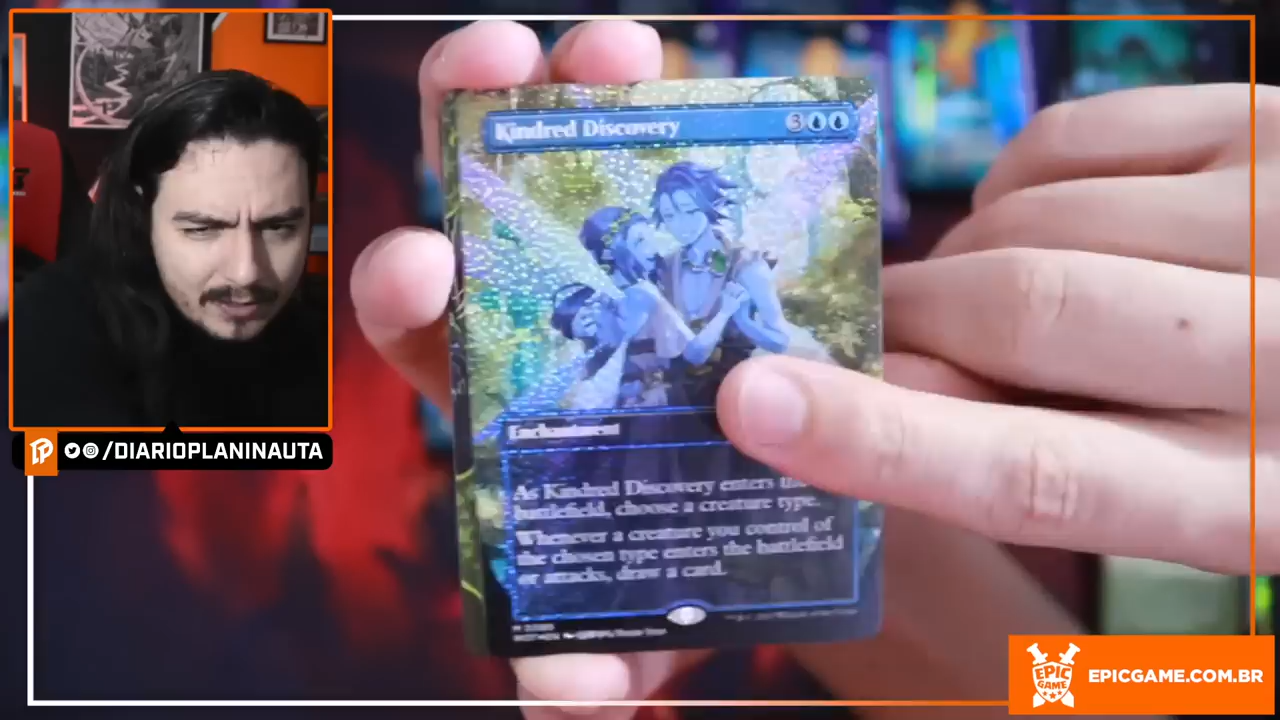 Kindred Discovery
3
Enchantment
As Kindred Discovery enters the
battlefield, choose a creature type.
Whenever a creature you control of
the chosen type enters the battlefield
or attacks, draw a card.
/DIARIOPLANINAUTA
EPIC
GAME
EPICGAME.COM.BR